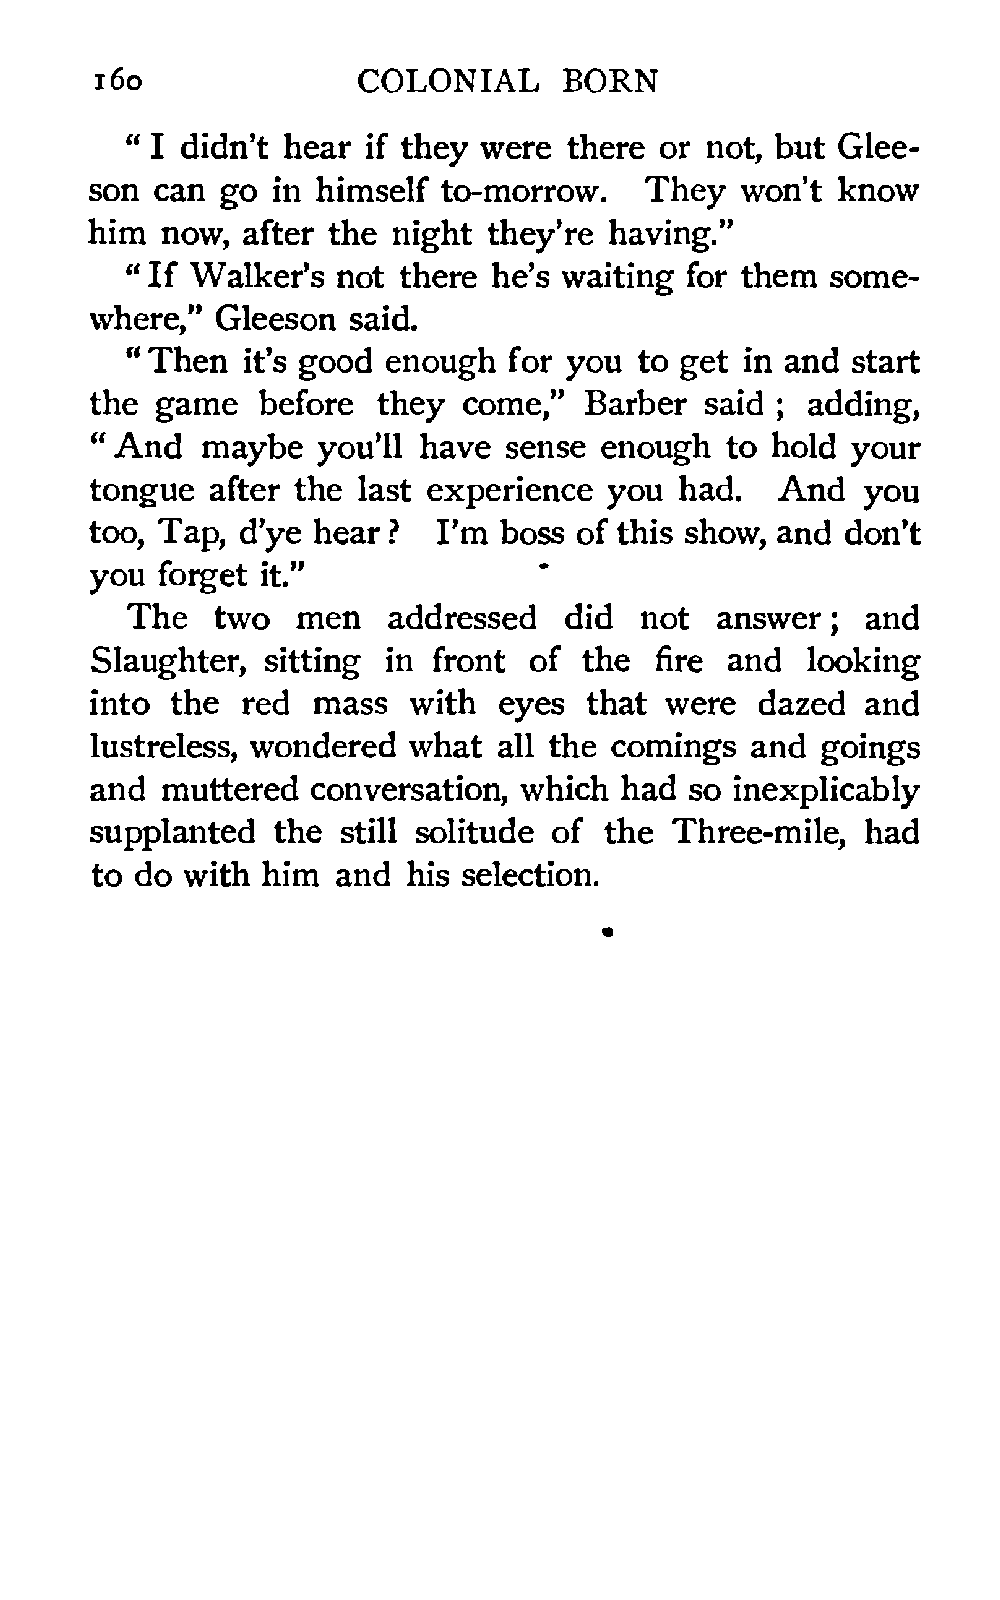 160 COLONIAL BORN
“ I didn't hear if they were there or not, but Glee-
son can go in himself to-morrow. They won't know
him now, after the night they're having.”
“ If Walker's not there he's waiting for them some-
where,” Gleeson said.
“ Then it's good enough for you to get in and start
the game before they come,” Barber said ; adding,
“ And maybe you'll have sense enough to hold your
tongue after the last experience you had. And you
too, Tap, d'ye hear ? I'm boss of this show, and don't
you forget it.”
The two men addressed did not answer ; and
Slaughter, sitting in front of the fire and looking
into the red mass with eyes that were dazed and
lustreless, wondered what all the comings and goings
and muttered conversation, which had so inexplicably
supplanted the still solitude of the Three-mile, had
to do with him and his selection.